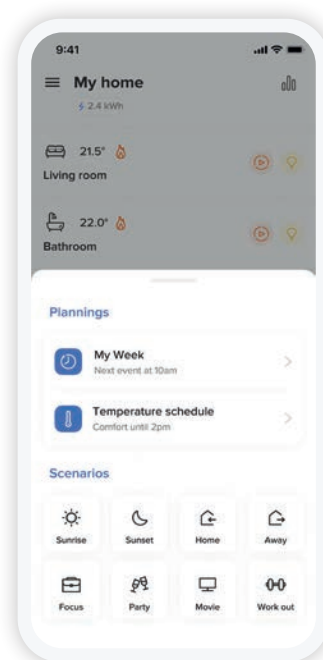 9:41
My home
2.4 kWh
21.5°
Living room
22.0°
Bathroom
Plannings
My Week
Next event at 10am
Temperature schedule
Comfort until 2pm
Scenarios
Sunrise Sunset Home Away
Focus Party Movie Work out